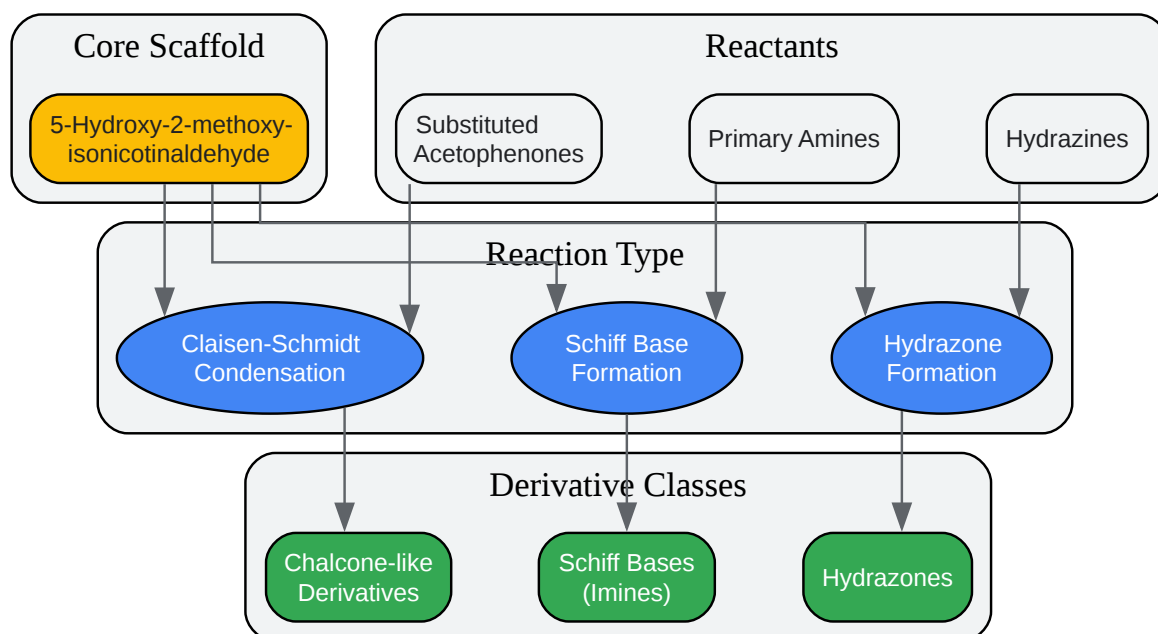 Core Scaffold
5-Hydroxy-2-methoxy-
isonicotinaldehyde
Reactants
Substituted
Acetophenones
Primary Amines
Hydrazines
Reaction Type
Claisen-Schmidt
Condensation
Schiff Base
Formation
Hydrazone
Formation
Derivative Classes
Chalcone-like
Derivatives
Schiff Bases
(Imines)
Hydrazones